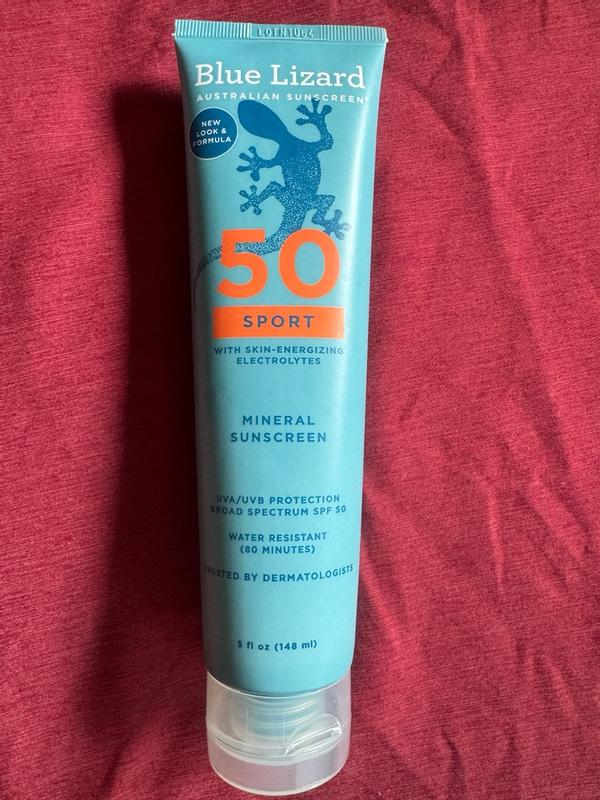 Blue Lizard
AUSTRALIAN SUNSCREEN
NEW
LOOK &
FORMULA
50
SPORT
WITH SKIN-ENERGIZING
ELECTROLYTES
MINERAL
SUNSCREEN
UVA/UVB PROTECTION
BROAD SPECTRUM SPF 50
WATER RESISTANT
(80 MINUTES)
TRUSTED BY DERMATOLOGISTS
5 fl oz (148 ml)